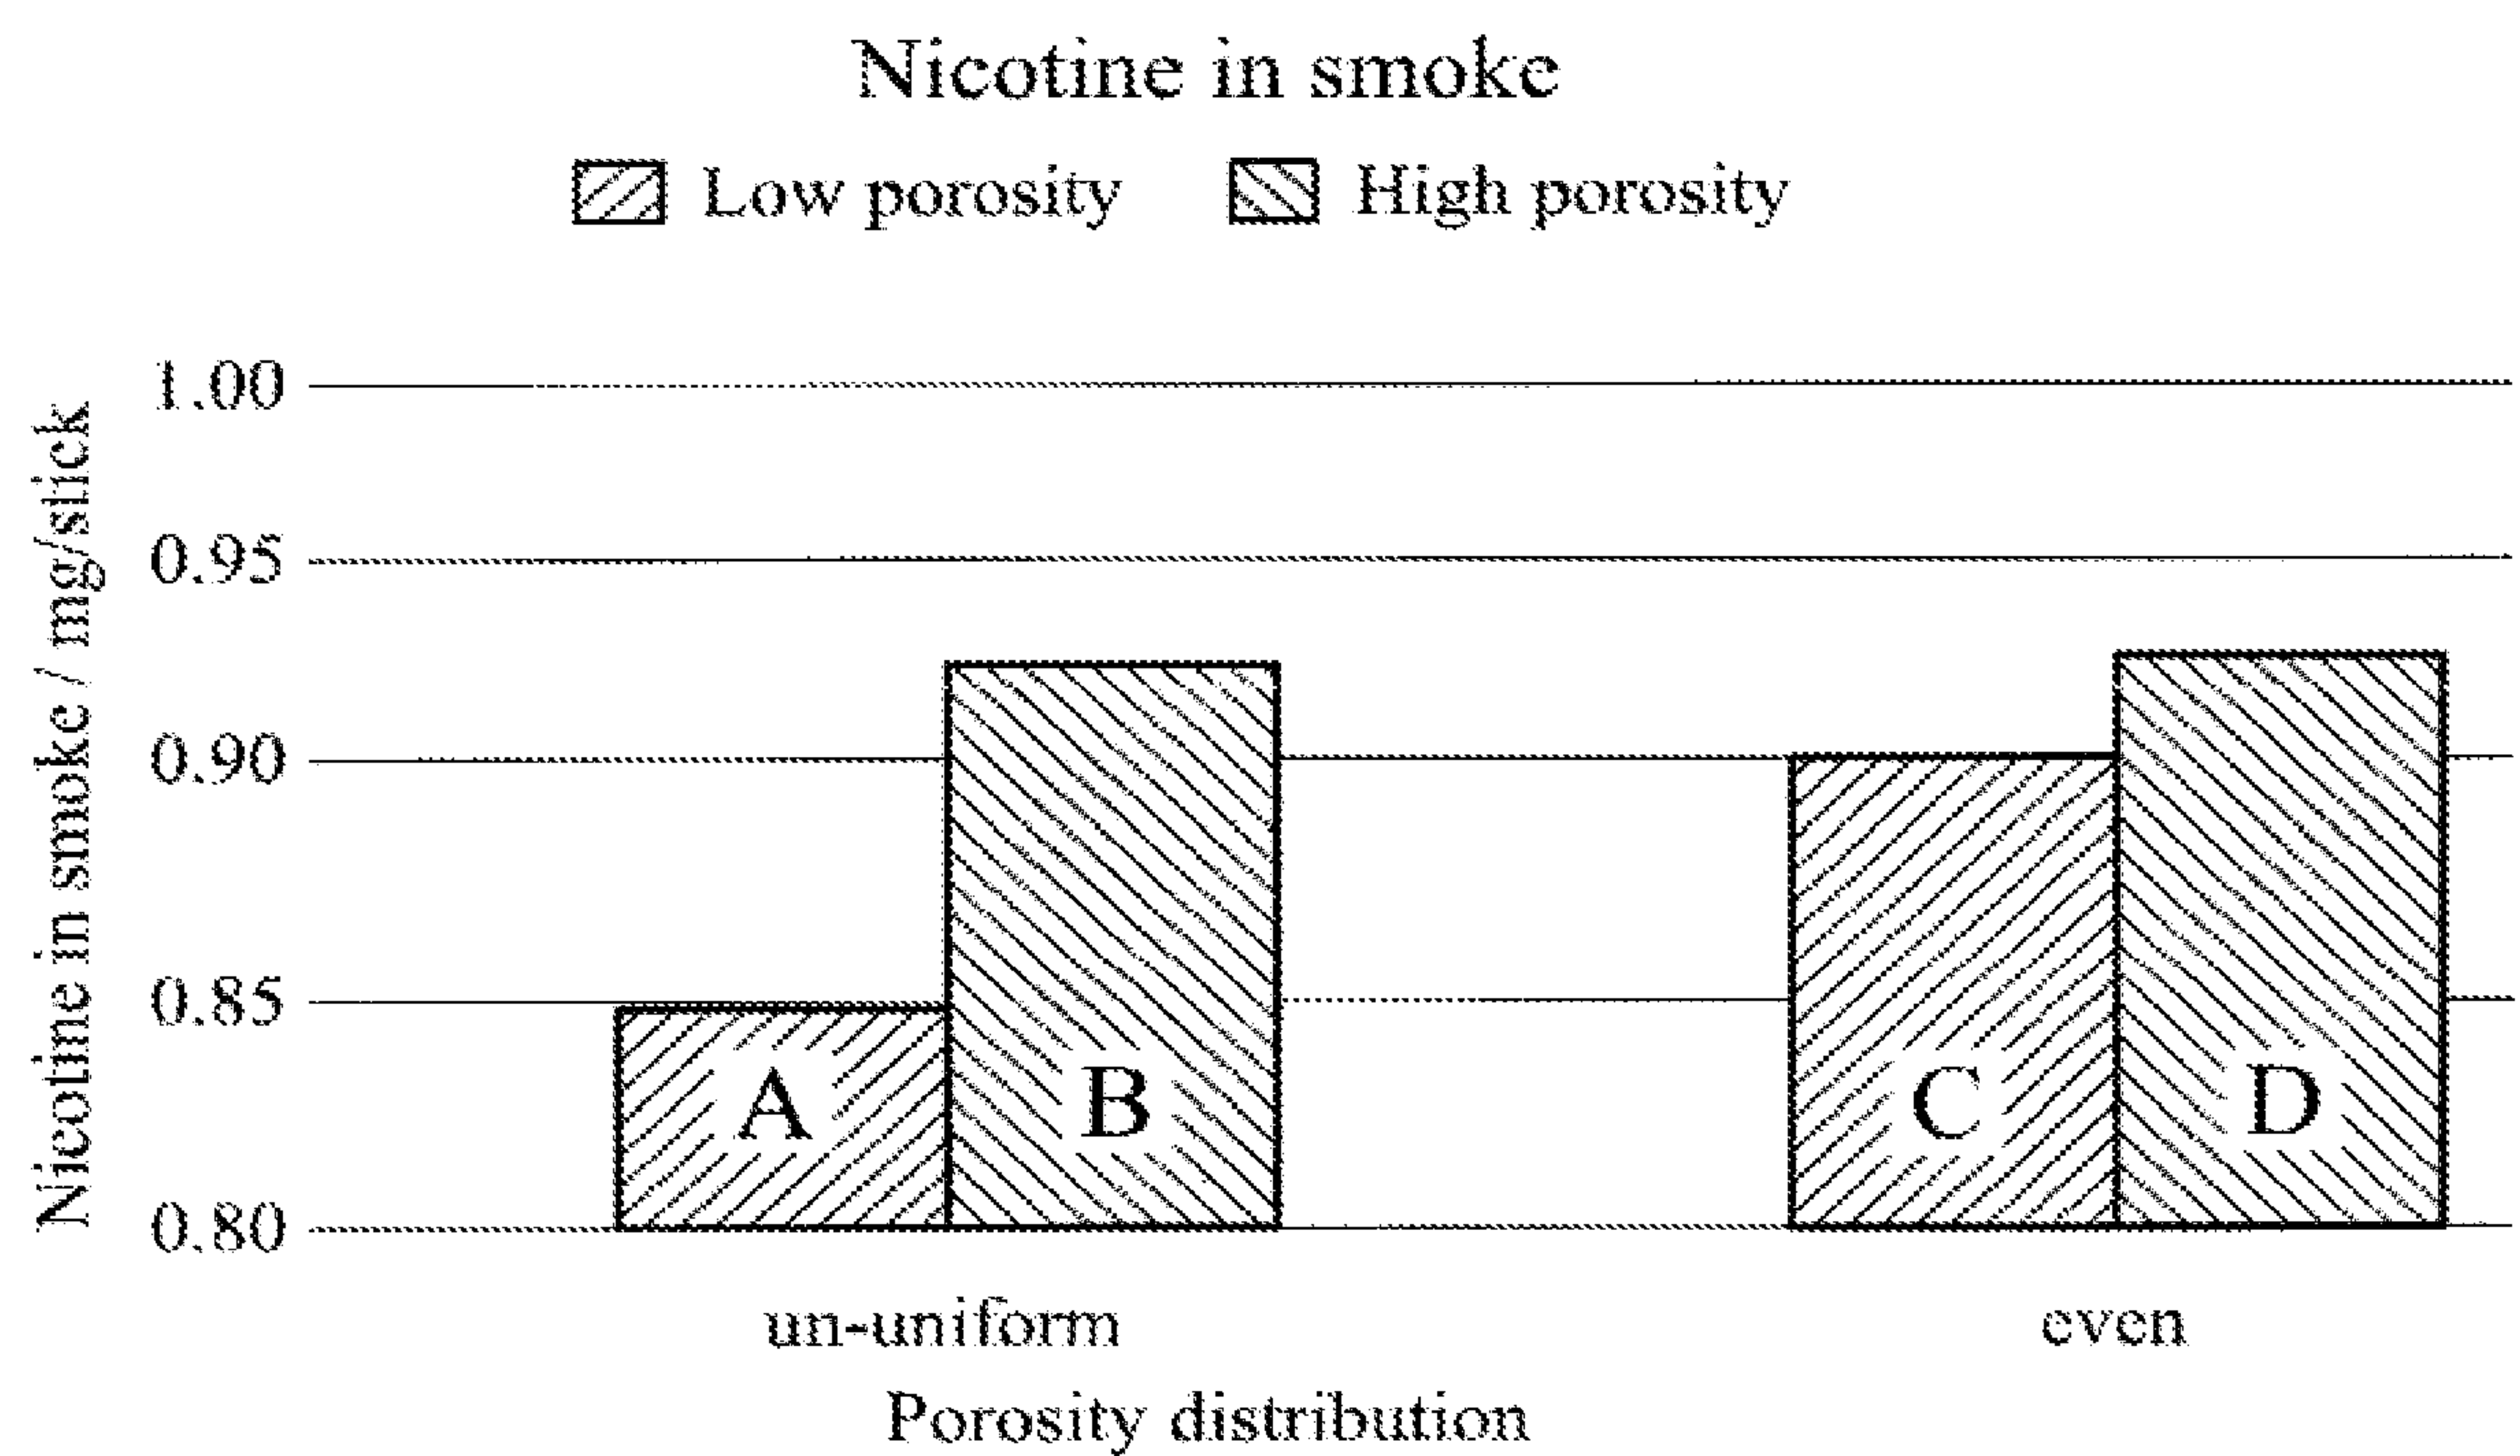 Nicotine in smoke
Low porosity High porosity
Nicotine in smoke / mg/stick
1.00
0.95
0.90
0.85
0.80
A B C D
un-uniform even
Porosity distribution